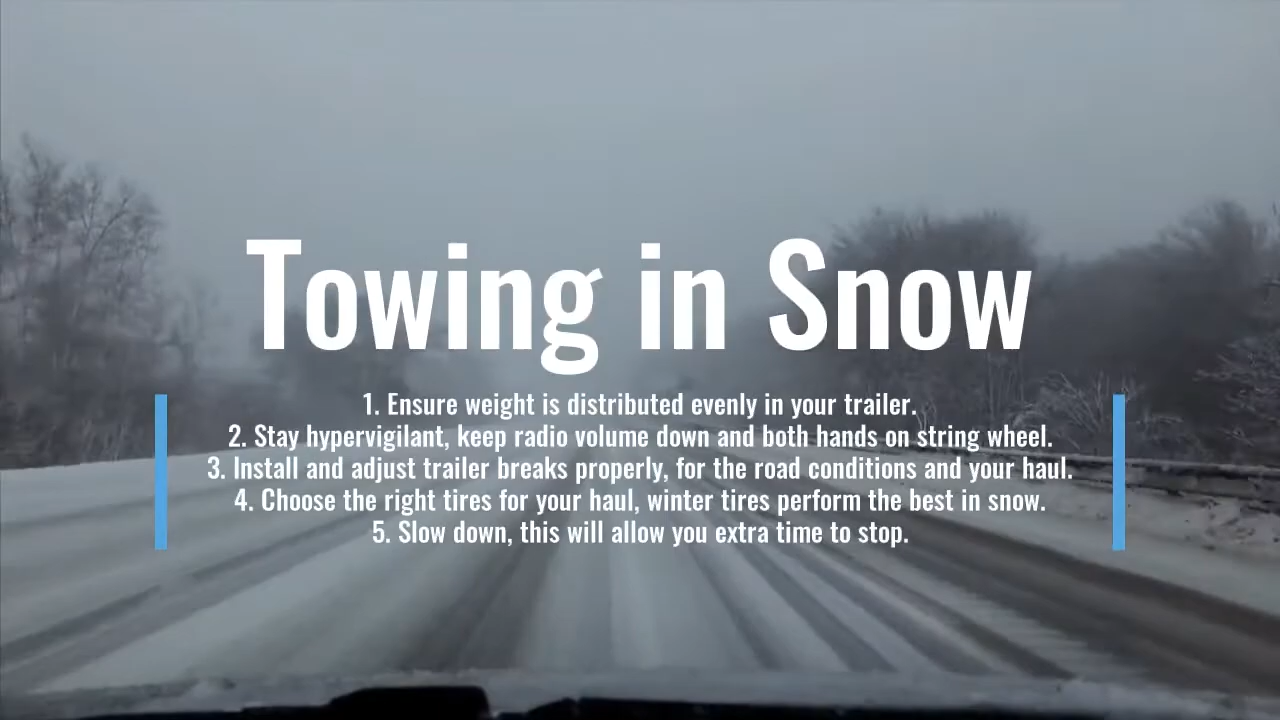 Towing in Snow
1. Ensure weight is distributed evenly in your trailer.
2. Stay hypervigilant, keep radio volume down and both hands on string wheel.
3. Install and adjust trailer breaks properly, for the road conditions and your haul.
4. Choose the right tires for your haul, winter tires perform the best in snow.
5. Slow down, this will allow you extra time to stop.